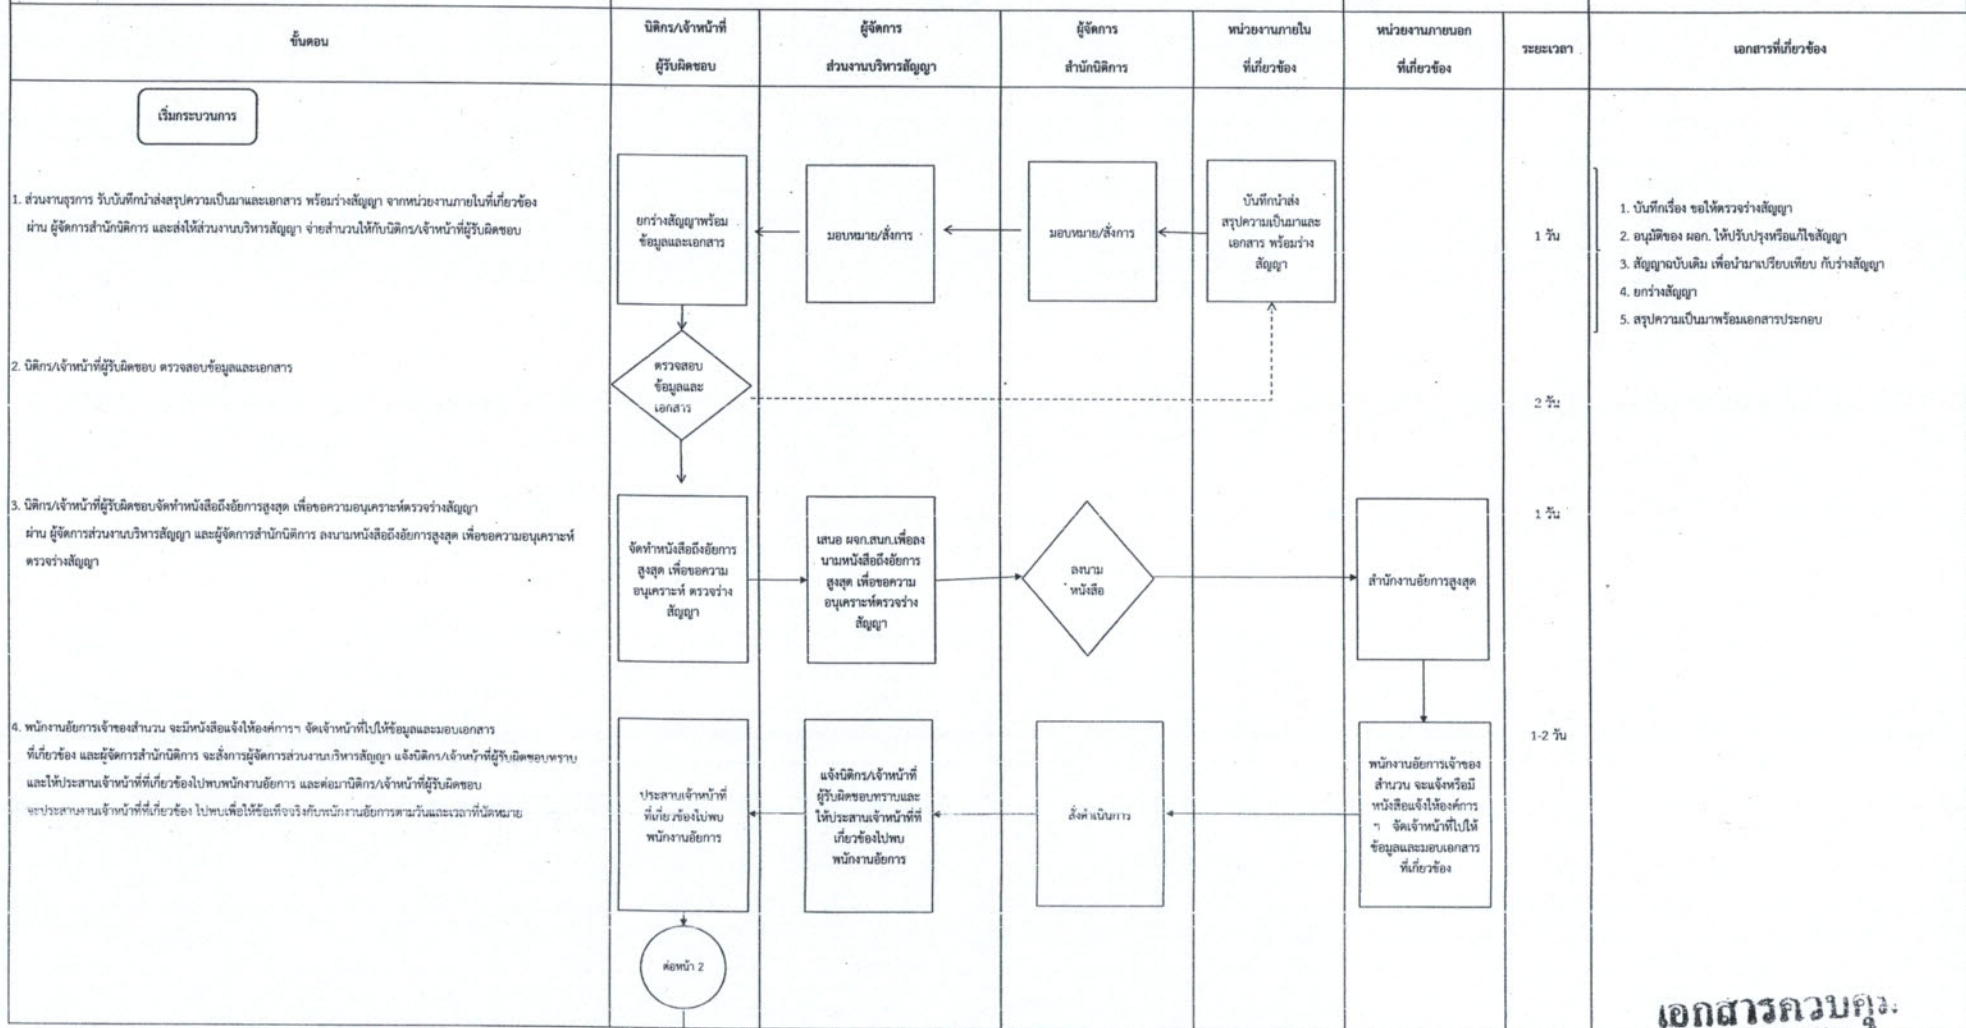 ขั้นตอน
นิติกร/เจ้าหน้าที่
ผู้รับผิดชอบ
ผู้จัดการ
ส่วนงานบริหารสัญญา
ผู้จัดการ
สำนักนิติการ
หน่วยงานภายใน
ที่เกี่ยวข้อง
หน่วยงานภายนอก
ที่เกี่ยวข้อง
ระยะเวลา
เอกสารที่เกี่ยวข้อง
เริ่มกระบวนการ
1. ส่วนงานธุรการ รับบันทึกนำส่งสรุปความเป็นมาและเอกสาร พร้อมร่างสัญญา จากหน่วยงานภายในที่เกี่ยวข้อง
ผ่าน ผู้จัดการสำนักนิติการ และส่งให้ส่วนงานบริหารสัญญา จ่ายสำนวนให้กับนิติกร/เจ้าหน้าที่ผู้รับผิดชอบ
ยกร่างสัญญาพร้อม
ข้อมูลและเอกสาร
มอบหมาย/สั่งการ
มอบหมาย/สั่งการ
บันทึกนำส่ง
สรุปความเป็นมาและ
เอกสาร พร้อมร่าง
สัญญา
1 วัน
1. บันทึกเรื่อง ขอให้ตรวจร่างสัญญา
2. อนุมัติของ ผอก. ให้ปรับปรุงหรือแก้ไขสัญญา
3. สัญญาฉบับเดิม เพื่อนำมาเปรียบเทียบ กับร่างสัญญา
4. ยกร่างสัญญา
5. สรุปความเป็นมาพร้อมเอกสารประกอบ
2. นิติกร/เจ้าหน้าที่ผู้รับผิดชอบ ตรวจสอบข้อมูลและเอกสาร
ตรวจสอบ
ข้อมูลและ
เอกสาร
2 วัน
3. นิติกร/เจ้าหน้าที่ผู้รับผิดชอบจัดทำหนังสือถึงอัยการสูงสุด เพื่อขอความอนุเคราะห์ตรวจร่างสัญญา
ผ่าน ผู้จัดการส่วนงานบริหารสัญญา และผู้จัดการสำนักนิติการ ลงนามหนังสือถึงอัยการสูงสุด เพื่อขอความอนุเคราะห์
ตรวจร่างสัญญา
จัดทำหนังสือถึงอัยการ
สูงสุด เพื่อขอความ
อนุเคราะห์ ตรวจร่าง
สัญญา
เสนอ ผจก.สนก.เพื่อลง
นามหนังสือถึงอัยการ
สูงสุด เพื่อขอความ
อนุเคราะห์ตรวจร่าง
สัญญา
ลงนาม
หนังสือ
สำนักงานอัยการสูงสุด
1 วัน
4. พนักงานอัยการเจ้าของสำนวน จะมีหนังสือแจ้งให้องค์การฯ จัดเจ้าหน้าที่ไปให้ข้อมูลและมอบเอกสาร
ที่เกี่ยวข้อง และผู้จัดการสำนักนิติการ จะสั่งการผู้จัดการส่วนงานบริหารสัญญา แจ้งนิติกร/เจ้าหน้าที่ผู้รับผิดชอบทราบ
และให้ประสานเจ้าหน้าที่ที่เกี่ยวข้องไปพบพนักงานอัยการ และต่อมานิติกร/เจ้าหน้าที่ผู้รับผิดชอบ
จะประสานงานเจ้าหน้าที่ที่เกี่ยวข้อง ไปพบเพื่อให้ข้อเท็จจริงกับพนักงานอัยการตามวันและเวลาที่นัดหมาย
ประสานเจ้าหน้าที่
ที่เกี่ยวข้องไปพบ
พนักงานอัยการ
แจ้งนิติกร/เจ้าหน้าที่
ผู้รับผิดชอบทราบและ
ให้ประสานเจ้าหน้าที่ที่
เกี่ยวข้องไปพบ
พนักงานอัยการ
สั่งดำเนินการ
พนักงานอัยการเจ้าของ
สำนวน จะแจ้งหรือมี
หนังสือแจ้งให้องค์การ
ฯ จัดเจ้าหน้าที่ไปให้
ข้อมูลและมอบเอกสาร
ที่เกี่ยวข้อง
1-2 วัน
ต่อหน้า 2
เอกสารควบคุม